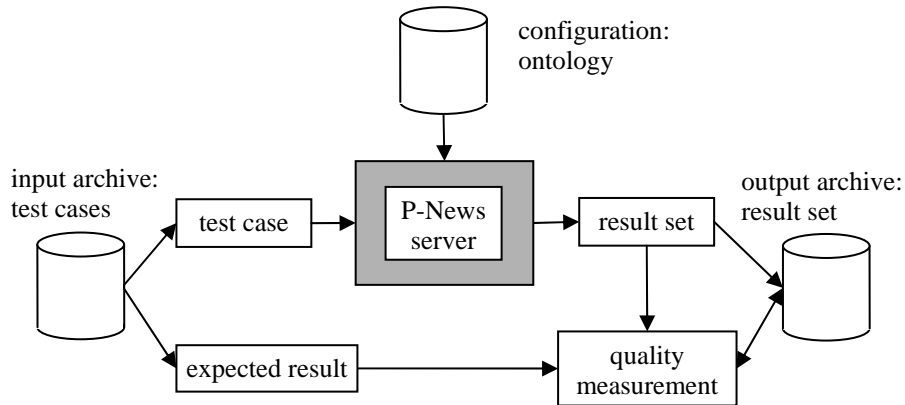 configuration:
ontology
input archive:
test cases
test case
P-News
server
result set
output archive:
result set
expected result
quality
measurement